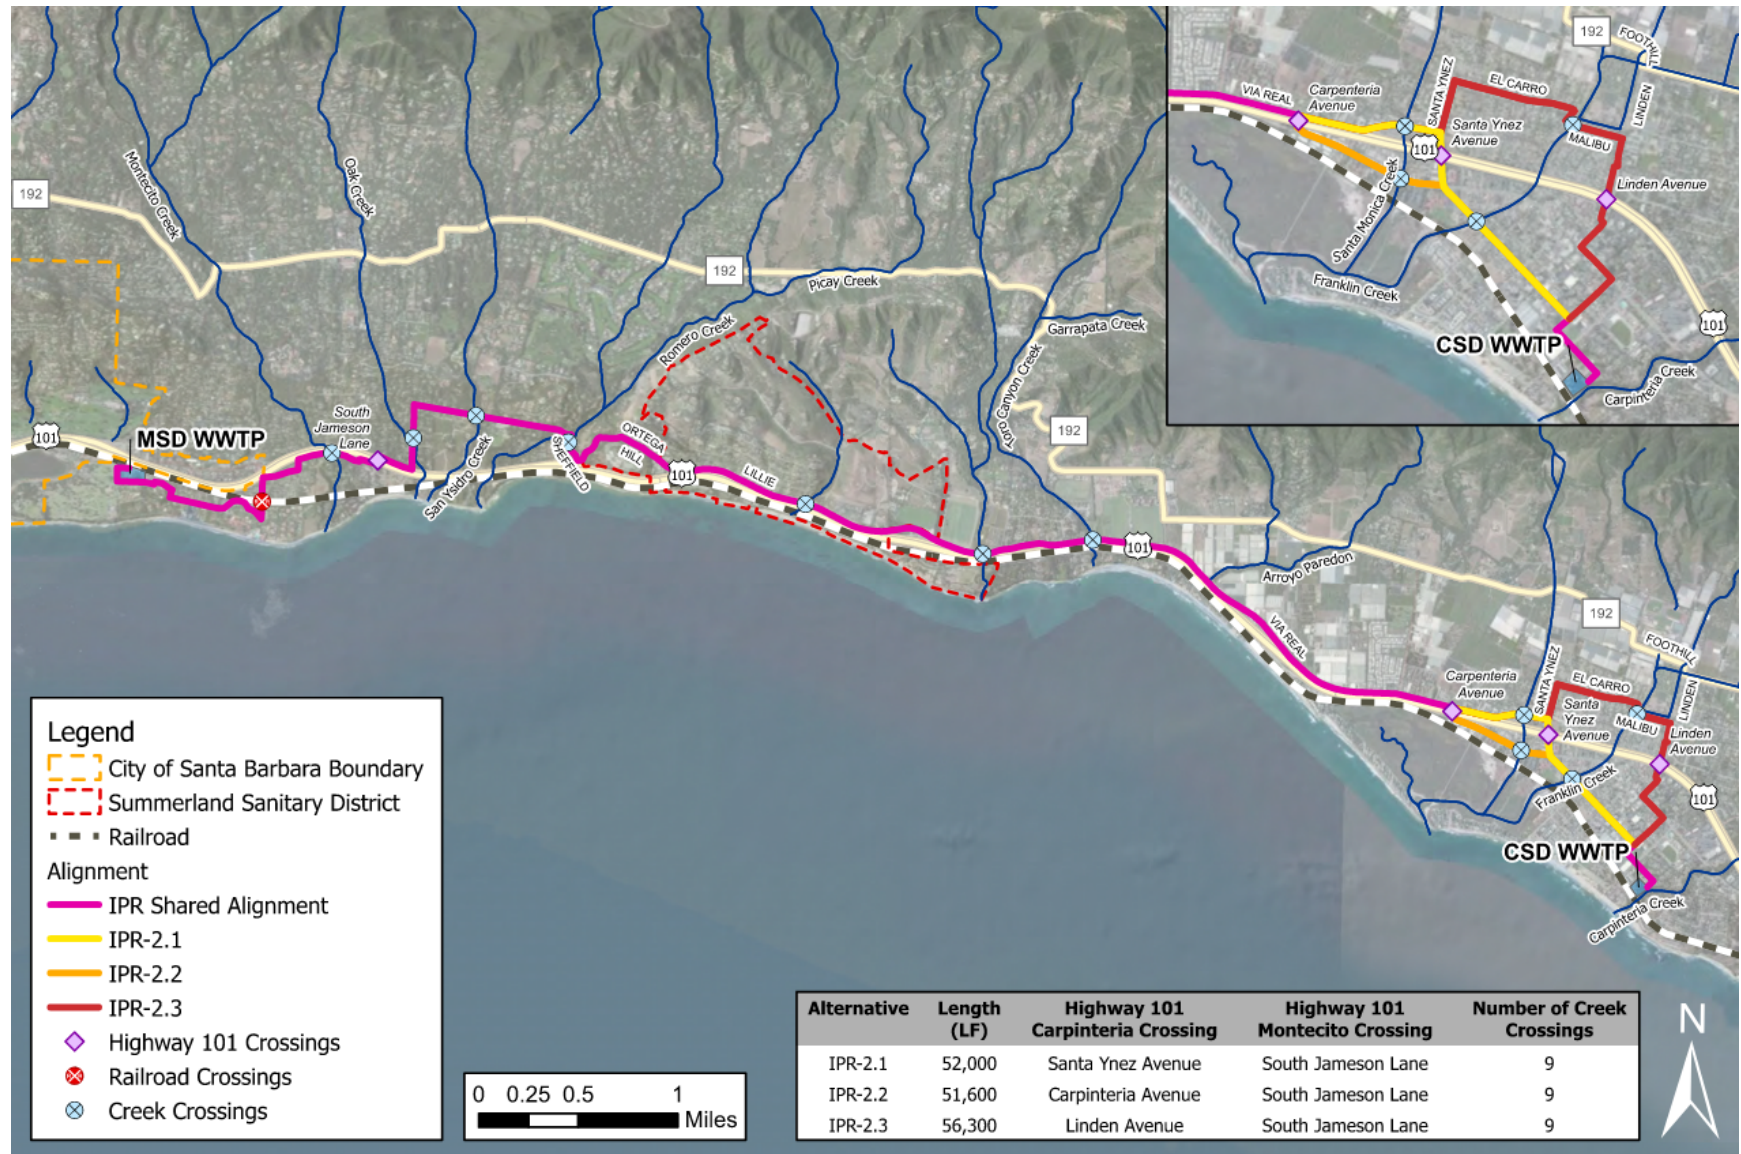 192
FOOTHILL
EL CARRO
LINDEN
VIA REAL
Carpenteria
Avenue
SANTA YNEZ
Santa Ynez
Avenue
101
MALIBU
Linden Avenue
Santa Monica Creek
Franklin Creek
101
CSD WWTP
Carpinteria Creek
192
Montecito Creek
Oak Creek
192
Picay Creek
Romero Creek
Garrapata Creek
Toro Canyon Creek
192
101
MSD WWTP
South
Jameson
Lane
San Ysidro Creek
SHEFFIELD
ORTEGA
HILL
101
LILLIE
101
Arroyo Paredon
VIA REAL
192
FOOTHILL
Carpenteria
Avenue
SANTA YNEZ
EL CARRO
LINDEN
Santa
Ynez
Avenue
MALIBU
Linden
Avenue
Franklin Creek
101
CSD WWTP
Carpinteria Creek
Legend
City of Santa Barbara Boundary
Summerland Sanitary District
Railroad
Alignment
IPR Shared Alignment
IPR-2.1
IPR-2.2
IPR-2.3
Highway 101 Crossings
Railroad Crossings
Creek Crossings
0 0.25 0.5 1
Miles
Alternative Length (LF) Highway 101 Carpinteria Crossing Highway 101 Montecito Crossing Number of Creek Crossings
IPR-2.1 52,000 Santa Ynez Avenue South Jameson Lane 9
IPR-2.2 51,600 Carpinteria Avenue South Jameson Lane 9
IPR-2.3 56,300 Linden Avenue South Jameson Lane 9
N